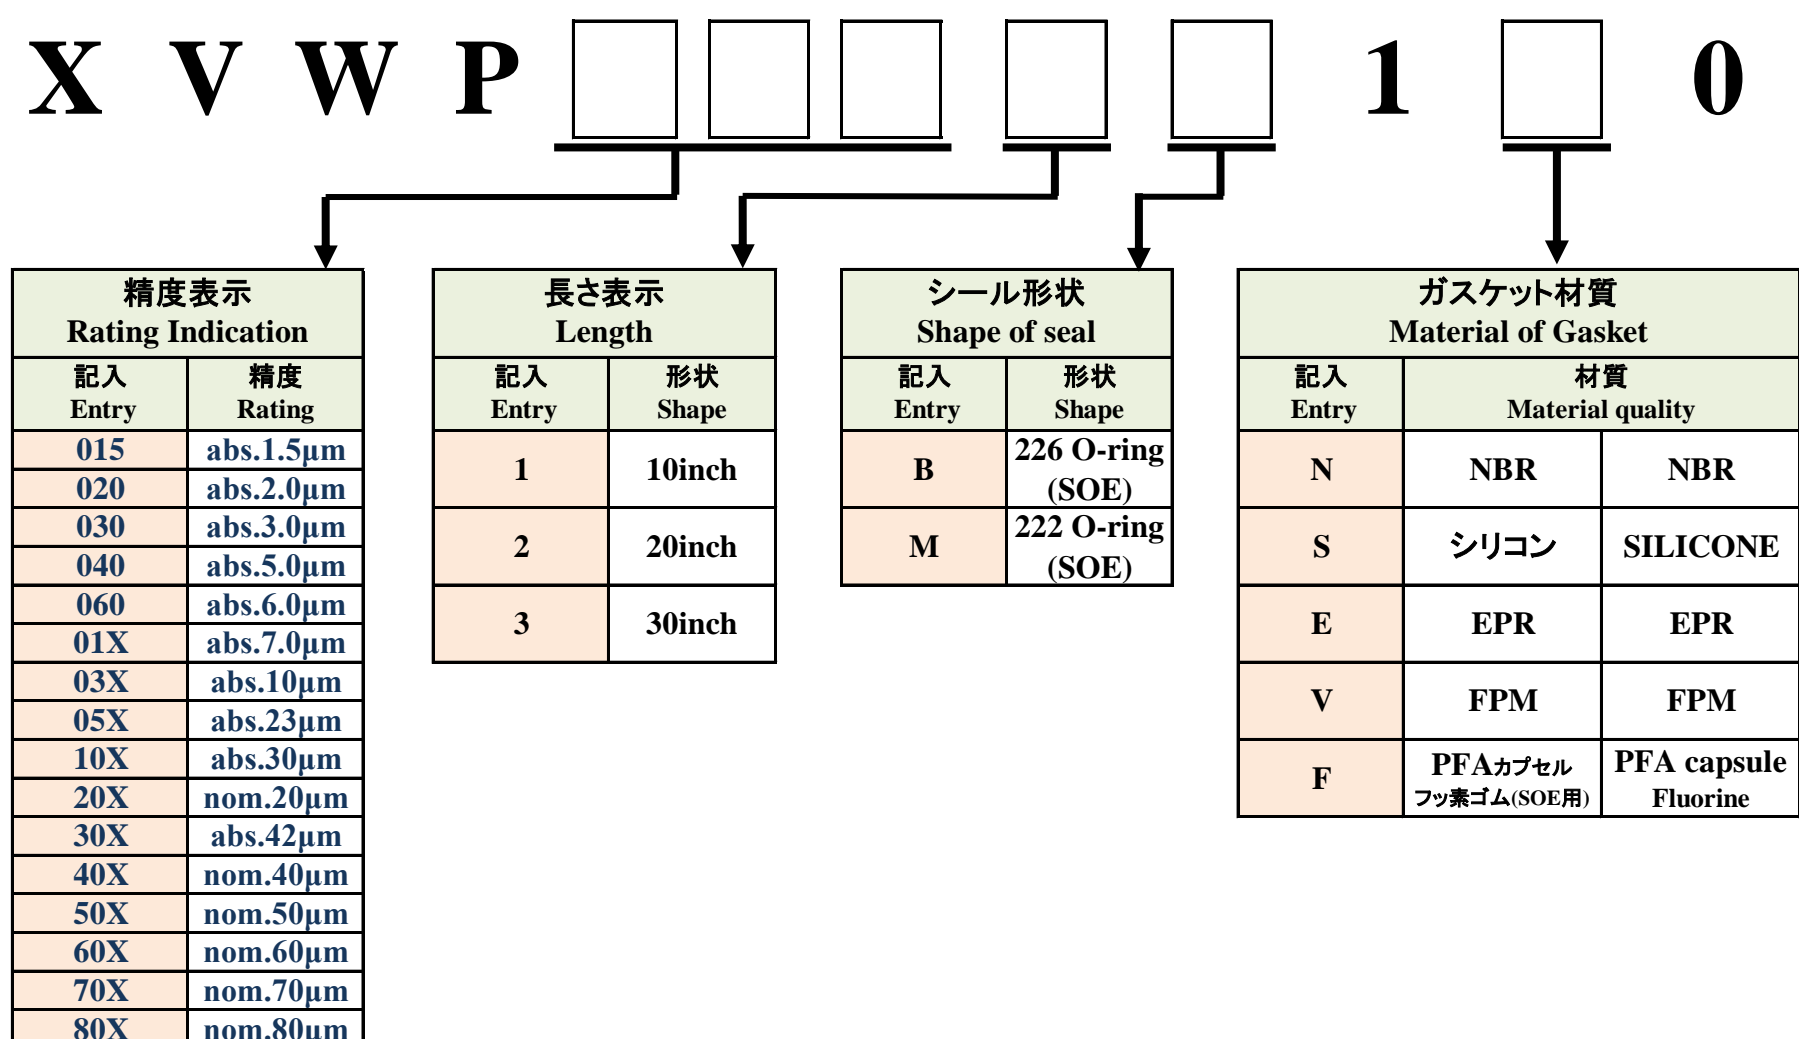 X V W P 1 0
精度表示
Rating Indication
記入 精度
Entry Rating
015 abs.1.5μm
020 abs.2.0μm
030 abs.3.0μm
040 abs.5.0μm
060 abs.6.0μm
01X abs.7.0μm
03X abs.10μm
05X abs.23μm
10X abs.30μm
20X nom.20μm
30X abs.42μm
40X nom.40μm
50X nom.50μm
60X nom.60μm
70X nom.70μm
80X nom.80μm
長さ表示
Length
記入 形状
Entry Shape
1 10inch
2 20inch
3 30inch
シール形状
Shape of seal
記入 形状
Entry Shape
B 226 O-ring
(SOE)
M 222 O-ring
(SOE)
ガスケット材質
Material of Gasket
記入 材質
Entry Material quality
N NBR NBR
S シリコン SILICONE
E EPR EPR
V FPM FPM
F PFAカプセル PFA capsule
フッ素ゴム(SOE用) Fluorine